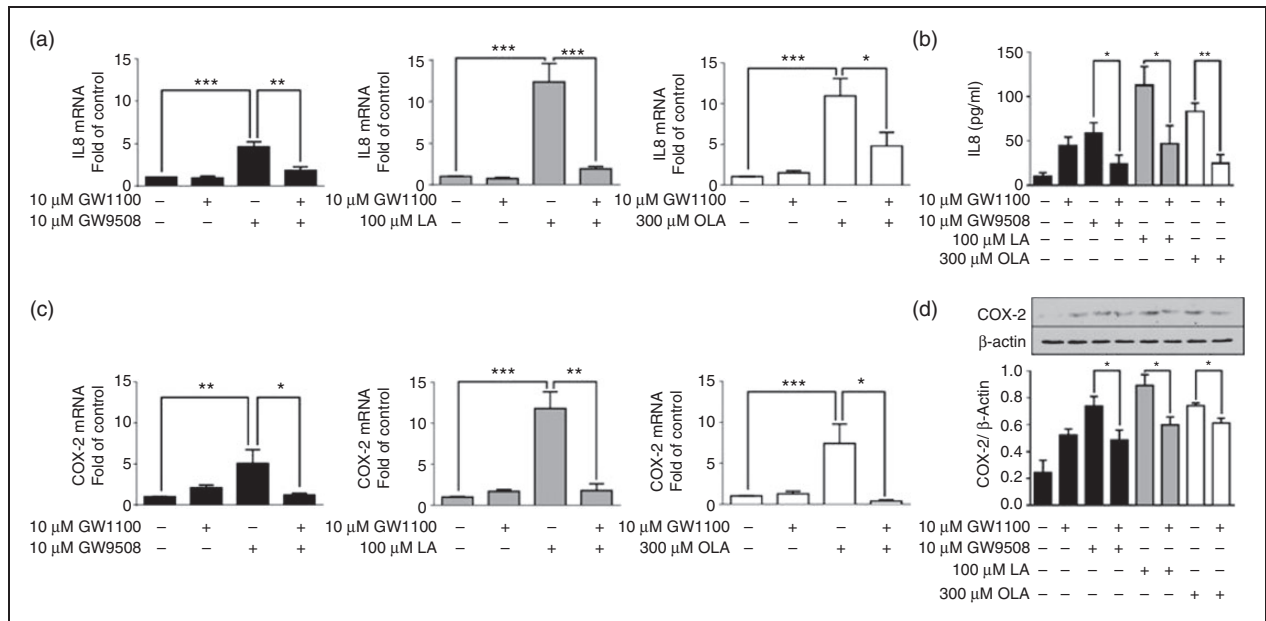 (a)
IL8 mRNA
Fold of control
15
10
5
0
***
**
10 μM GW1100 – + – +
10 μM GW9508 – – + +
IL8 mRNA
Fold of control
15
10
5
0
***
***
10 μM GW1100 – + – +
100 μM LA – – + +
IL8 mRNA
Fold of control
15
10
5
0
***
*
10 μM GW1100 – + – +
300 μM OLA – – + +
(b)
IL8 (pg/ml)
150
100
50
0
*
*
**
10 μM GW1100 – + – + – + – +
10 μM GW9508 – – + + – – – –
100 μM LA – – – – + + – –
300 μM OLA – – – – – – + +
(c)
COX-2 mRNA
Fold of control
15
10
5
0
**
*
10 μM GW1100 – + – +
10 μM GW9508 – – + +
COX-2 mRNA
Fold of control
15
10
5
0
***
**
10 μM GW1100 – + – +
100 μM LA – – + +
COX-2 mRNA
Fold of control
15
10
5
0
***
*
10 μM GW1100 – + – +
300 μM OLA – – + +
(d)
COX-2
β-actin
COX-2/ β-Actin
1.0
0.8
0.6
0.4
0.2
0.0
*
*
*
10 μM GW1100 – + – + – + – +
10 μM GW9508 – – + + – – – –
100 μM LA – – – – + + – –
300 μM OLA – – – – – – + +